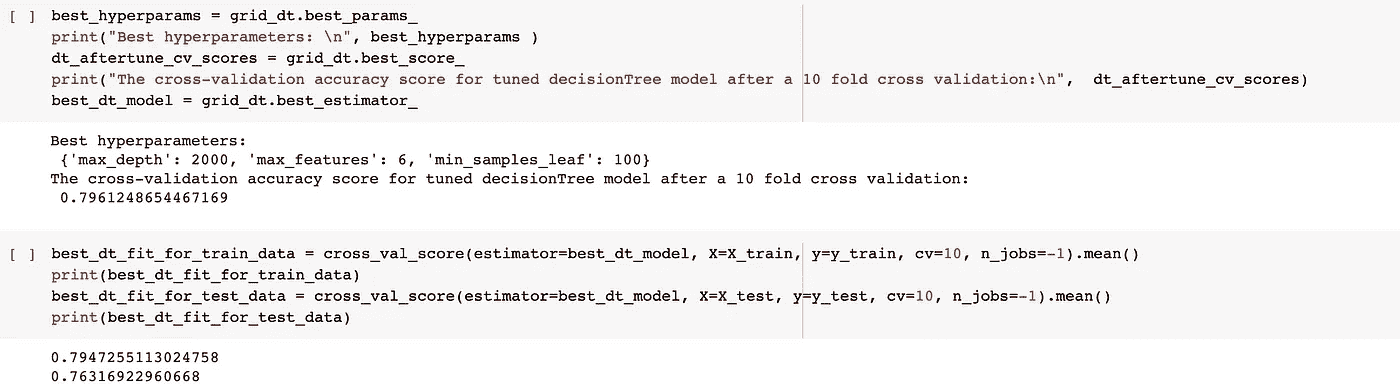 [ ] best_hyperparams = grid_dt.best_params_
print("Best hyperparameters: \n", best_hyperparams )
dt_aftertune_cv_scores = grid_dt.best_score_
print("The cross-validation accuracy score for tuned decisionTree model after a 10 fold cross validation:\n",  dt_aftertune_cv_scores)
best_dt_model = grid_dt.best_estimator_
Best hyperparameters:
{'max_depth': 2000, 'max_features': 6, 'min_samples_leaf': 100}
The cross-validation accuracy score for tuned decisionTree model after a 10 fold cross validation:
0.7961248654467169
[ ] best_dt_fit_for_train_data = cross_val_score(estimator=best_dt_model, X=X_train, y=y_train, cv=10, n_jobs=-1).mean()
print(best_dt_fit_for_train_data)
best_dt_fit_for_test_data = cross_val_score(estimator=best_dt_model, X=X_test, y=y_test, cv=10, n_jobs=-1).mean()
print(best_dt_fit_for_test_data)
0.7947255113024758
0.76316922960668